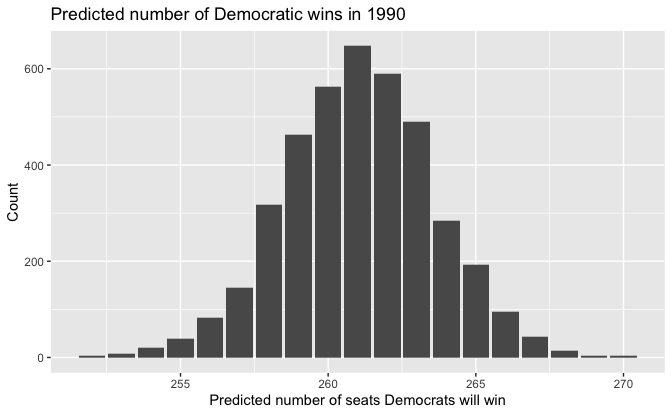 Predicted number of Democratic wins in 1990
Count
600
400
200
0
255 260 265 270
Predicted number of seats Democrats will win